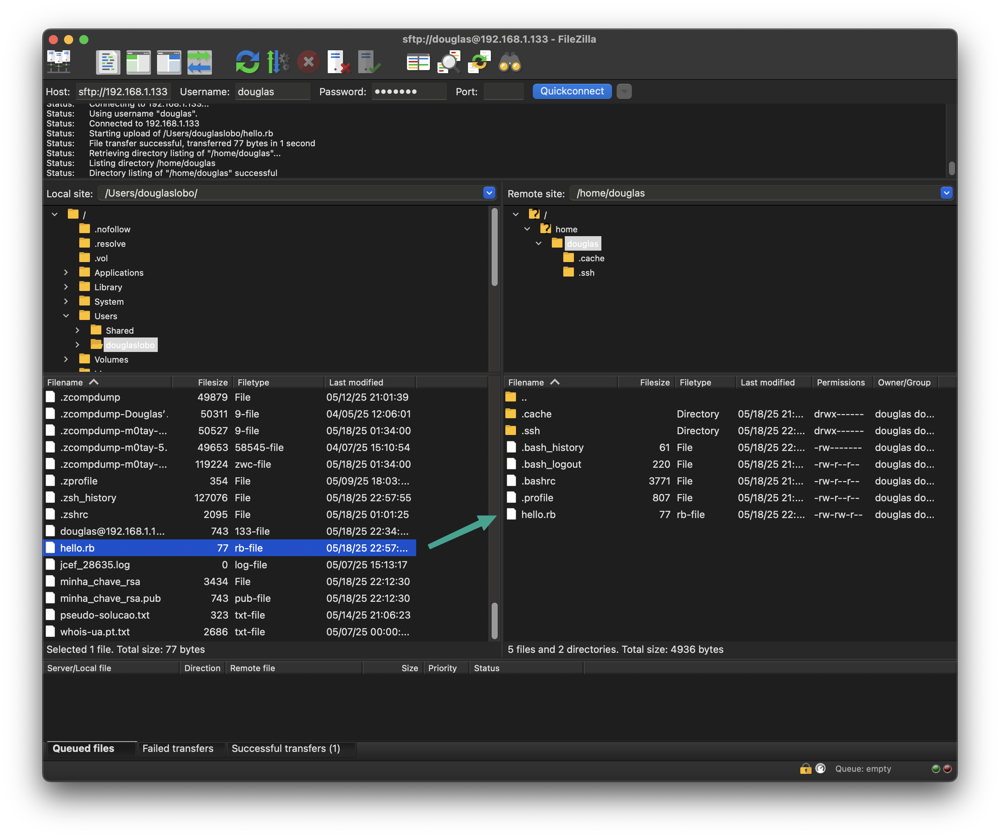 sftp://douglas@192.168.1.133 - FileZilla
Host: sftp://192.168.1.133 Username: douglas Password: ●●●●●●● Port: Quickconnect
Status: Connecting to 192.168.1.133...
Status: Using username "douglas".
Status: Connected to 192.168.1.133
Status: Starting upload of /Users/douglaslobo/hello.rb
Status: File transfer successful, transferred 77 bytes in 1 second
Status: Retrieving directory listing of "/home/douglas"...
Status: Listing directory /home/douglas
Status: Directory listing of "/home/douglas" successful
Local site: /Users/douglaslobo/
/
.nofollow
.resolve
.vol
Applications
Library
System
Users
Shared
douglaslobo
Volumes
Remote site: /home/douglas
/
home
douglas
.cache
.ssh
Filename Filesize Filetype Last modified
.zcompdump 49879 File 05/12/25 21:01:39
.zcompdump-Douglas’. 50311 9-file 04/05/25 12:06:01
.zcompdump-m0tay-... 50527 9-file 05/18/25 01:34:00
.zcompdump-m0tay-5. 49653 58545-file 04/07/25 15:10:54
.zcompdump-m0tay-... 119224 zwc-file 05/18/25 01:34:00
.zprofile 354 File 05/09/25 18:03:...
.zsh_history 127076 File 05/18/25 22:57:55
.zshrc 2095 File 05/18/25 01:01:25
douglas@192.168.1.1... 743 133-file 05/18/25 22:34:...
hello.rb 77 rb-file 05/18/25 22:57:...
jcef_28635.log 0 log-file 05/07/25 15:13:17
minha_chave_rsa 3434 File 05/18/25 22:12:30
minha_chave_rsa.pub 743 pub-file 05/18/25 22:12:30
pseudo-solucao.txt 323 txt-file 05/14/25 21:06:23
whois-ua.pt.txt 2686 txt-file 05/07/25 00:00:...
Selected 1 file. Total size: 77 bytes
Filename Filesize Filetype Last modified Permissions Owner/Group
..
.cache Directory 05/18/25 21:... drwx------ douglas do...
.ssh Directory 05/18/25 22:... drwx------ douglas do...
.bash_history 61 File 05/18/25 22:... -rw------- douglas do...
.bash_logout 220 File 05/18/25 21:... -rw-r--r-- douglas do...
.bashrc 3771 File 05/18/25 21:... -rw-r--r-- douglas do...
.profile 807 File 05/18/25 21:... -rw-r--r-- douglas do...
hello.rb 77 rb-file 05/18/25 22:... -rw-rw-r-- douglas do...
5 files and 2 directories. Total size: 4936 bytes
Server/Local file Direction Remote file Size Priority Status
Queued files Failed transfers Successful transfers (1)
Queue: empty